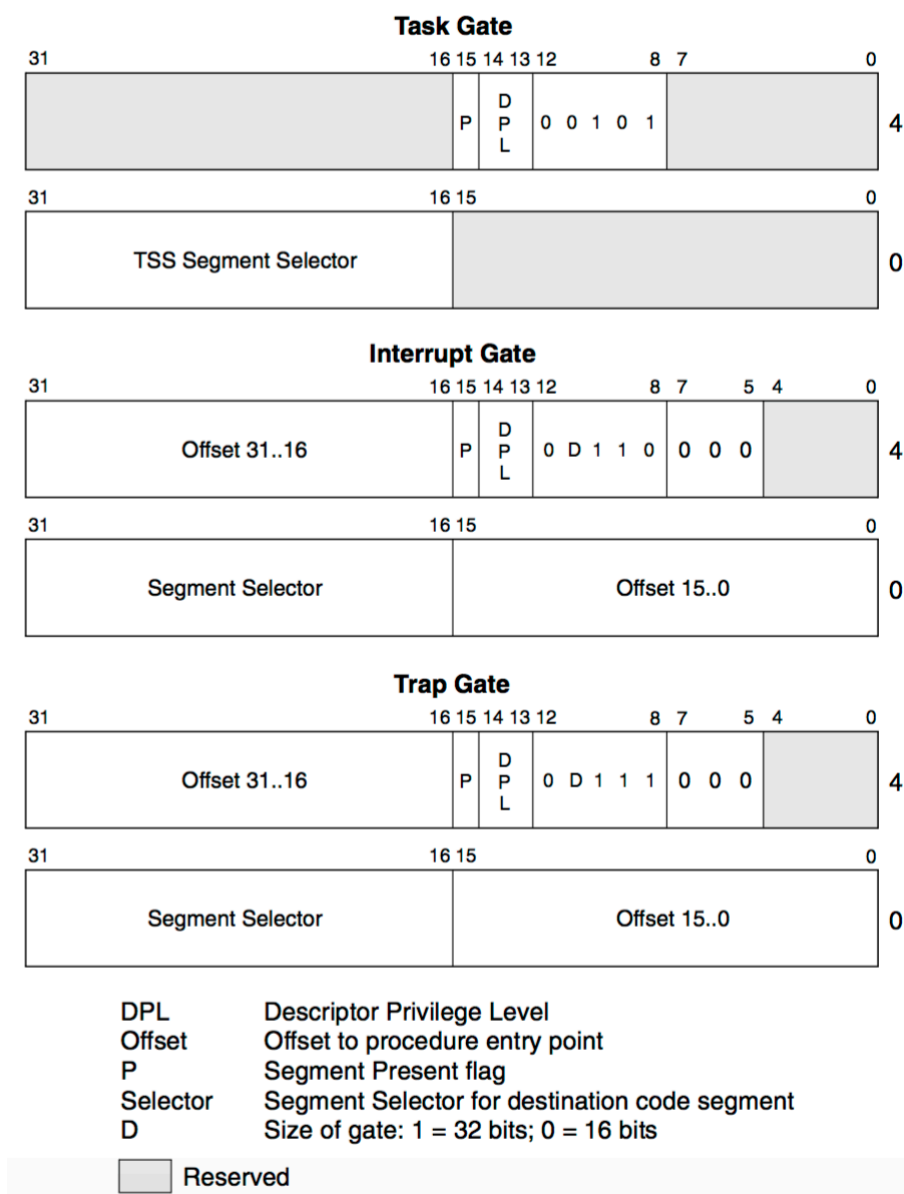 Task Gate
31 16 15 14 13 12 8 7 0
P D P L 0 0 1 0 1 4
31 16 15 0
TSS Segment Selector 0
Interrupt Gate
31 16 15 14 13 12 8 7 5 4 0
Offset 31..16 P D P L 0 D 1 1 0 0 0 0 4
31 16 15 0
Segment Selector Offset 15..0 0
Trap Gate
31 16 15 14 13 12 8 7 5 4 0
Offset 31..16 P D P L 0 D 1 1 1 0 0 0 4
31 16 15 0
Segment Selector Offset 15..0 0
DPL Descriptor Privilege Level
Offset Offset to procedure entry point
P Segment Present flag
Selector Segment Selector for destination code segment
D Size of gate: 1 = 32 bits; 0 = 16 bits
Reserved